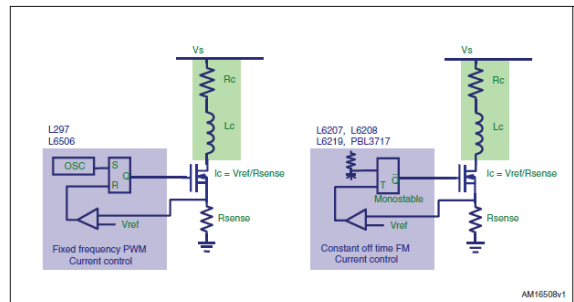 Vs
Rc
Lc
L297
L6506
OSC
S
Q
R
Ic = Vref/Rsense
Vref
Rsense
Fixed frequency PWM
Current control
Vs
Rc
Lc
L6207, L6208
L6219, PBL3717
T
Q
Monostable
Ic = Vref/Rsense
Vref
Rsense
Constant off time FM
Current control
AM16508v1